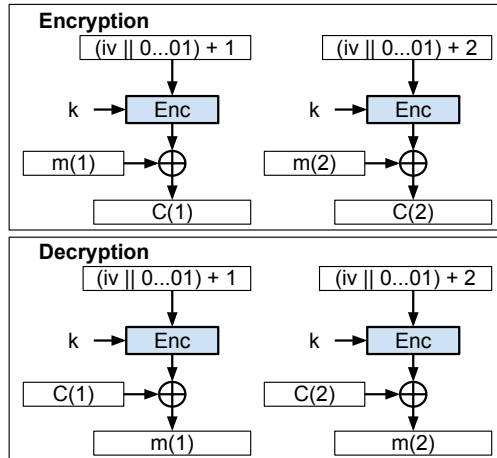 Encryption
(iv || 0...01) + 1 (iv || 0...01) + 2
k Enc k Enc
m(1) m(2)
C(1) C(2)
Decryption
(iv || 0...01) + 1 (iv || 0...01) + 2
k Enc k Enc
C(1) C(2)
m(1) m(2)